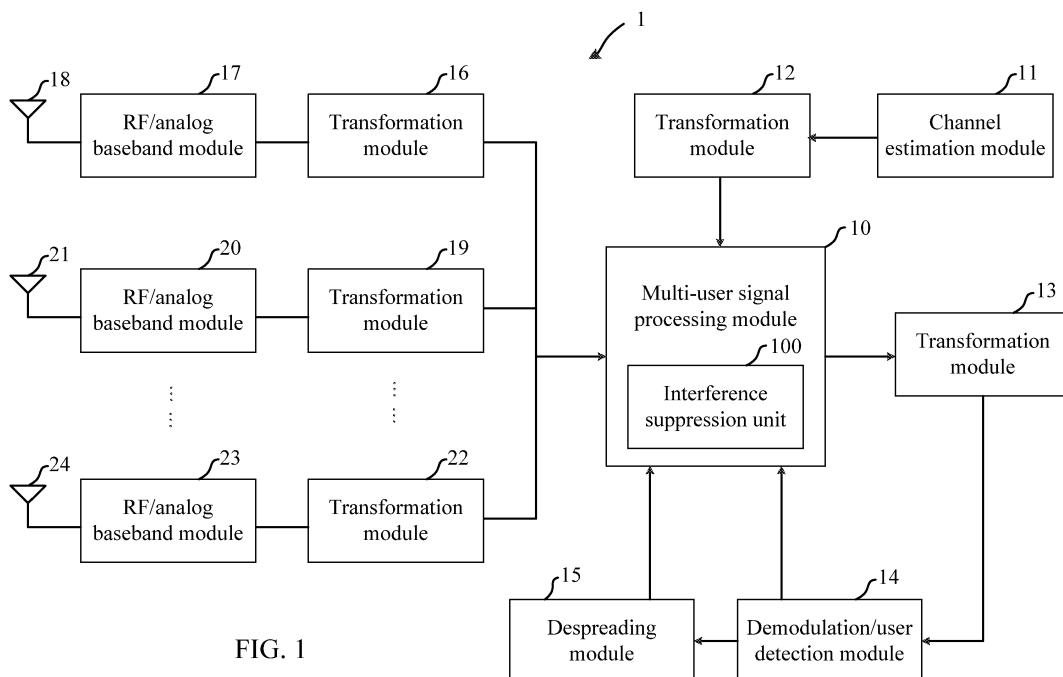 1
18
17
16
12
11
RF/analog
baseband module
Transformation
module
Transformation
module
Channel
estimation module
21
20
19
10
RF/analog
baseband module
Transformation
module
Multi-user signal
processing module
13
Transformation
module
100
Interference
suppression unit
24
23
22
RF/analog
baseband module
Transformation
module
15
14
Despreading
module
Demodulation/user
detection module
FIG. 1